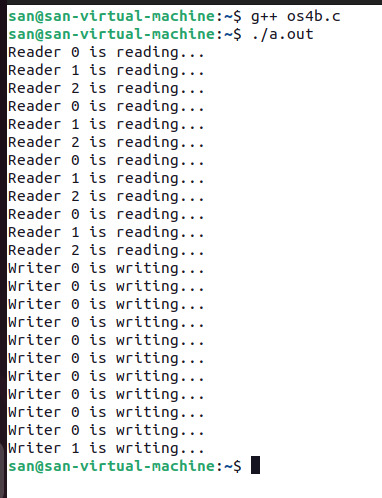 san@san-virtual-machine:~$ g++ os4b.c
san@san-virtual-machine:~$ ./a.out
Reader 0 is reading...
Reader 1 is reading...
Reader 2 is reading...
Reader 0 is reading...
Reader 1 is reading...
Reader 2 is reading...
Reader 0 is reading...
Reader 1 is reading...
Reader 2 is reading...
Reader 0 is reading...
Reader 1 is reading...
Reader 2 is reading...
Writer 0 is writing...
Writer 0 is writing...
Writer 0 is writing...
Writer 0 is writing...
Writer 0 is writing...
Writer 0 is writing...
Writer 0 is writing...
Writer 0 is writing...
Writer 0 is writing...
Writer 0 is writing...
Writer 1 is writing...
san@san-virtual-machine:~$